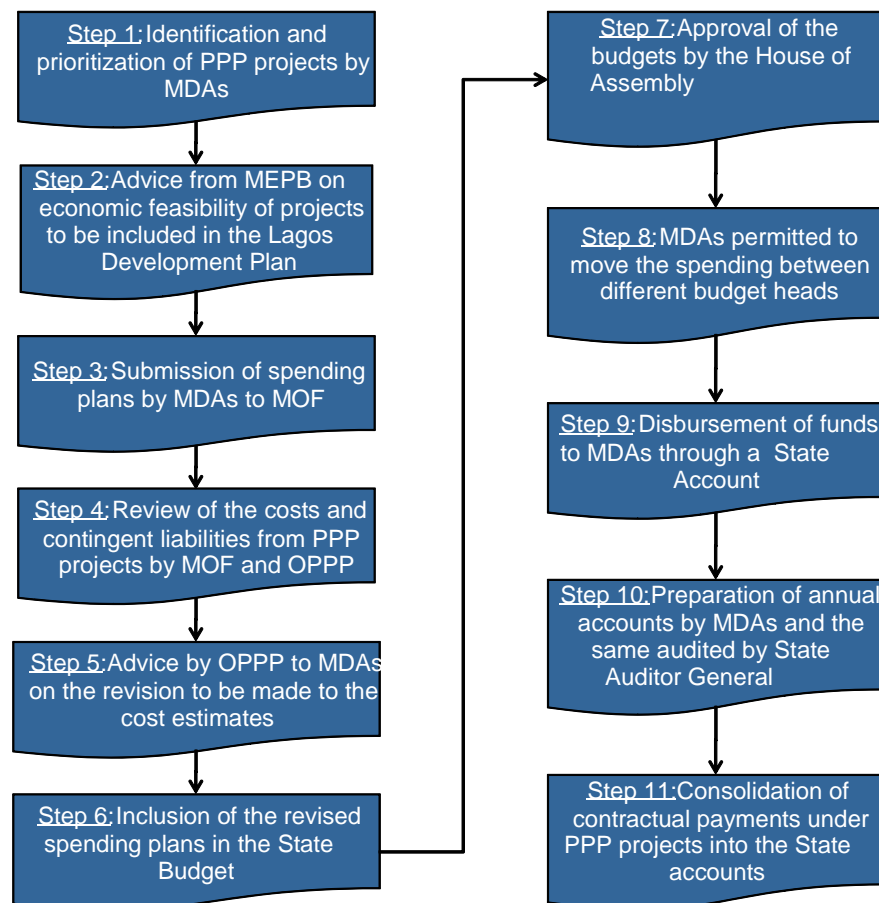 Step 1:Identification and
prioritization of PPP projects by
MDAs
Step 2:Advice from MEPB on
economic feasibility of projects
to be included in the Lagos
Development Plan
Step 3:Submission of spending
plans by MDAs to MOF
Step 4:Review of the costs and
contingent liabilities from PPP
projects by MOF and OPPP
Step 5:Advice by OPPP to MDAs
on the revision to be made to the
cost estimates
Step 6:Inclusion of the revised
spending plans in the State
Budget
Step 7:Approval of the
budgets by the House of
Assembly
Step 8:MDAs permitted to
move the spending between
different budget heads
Step 9:Disbursement of funds
to MDAs through a State
Account
Step 10:Preparation of annual
accounts by MDAs and the
same audited by State
Auditor General
Step 11:Consolidation of
contractual payments under
PPP projects into the State
accounts